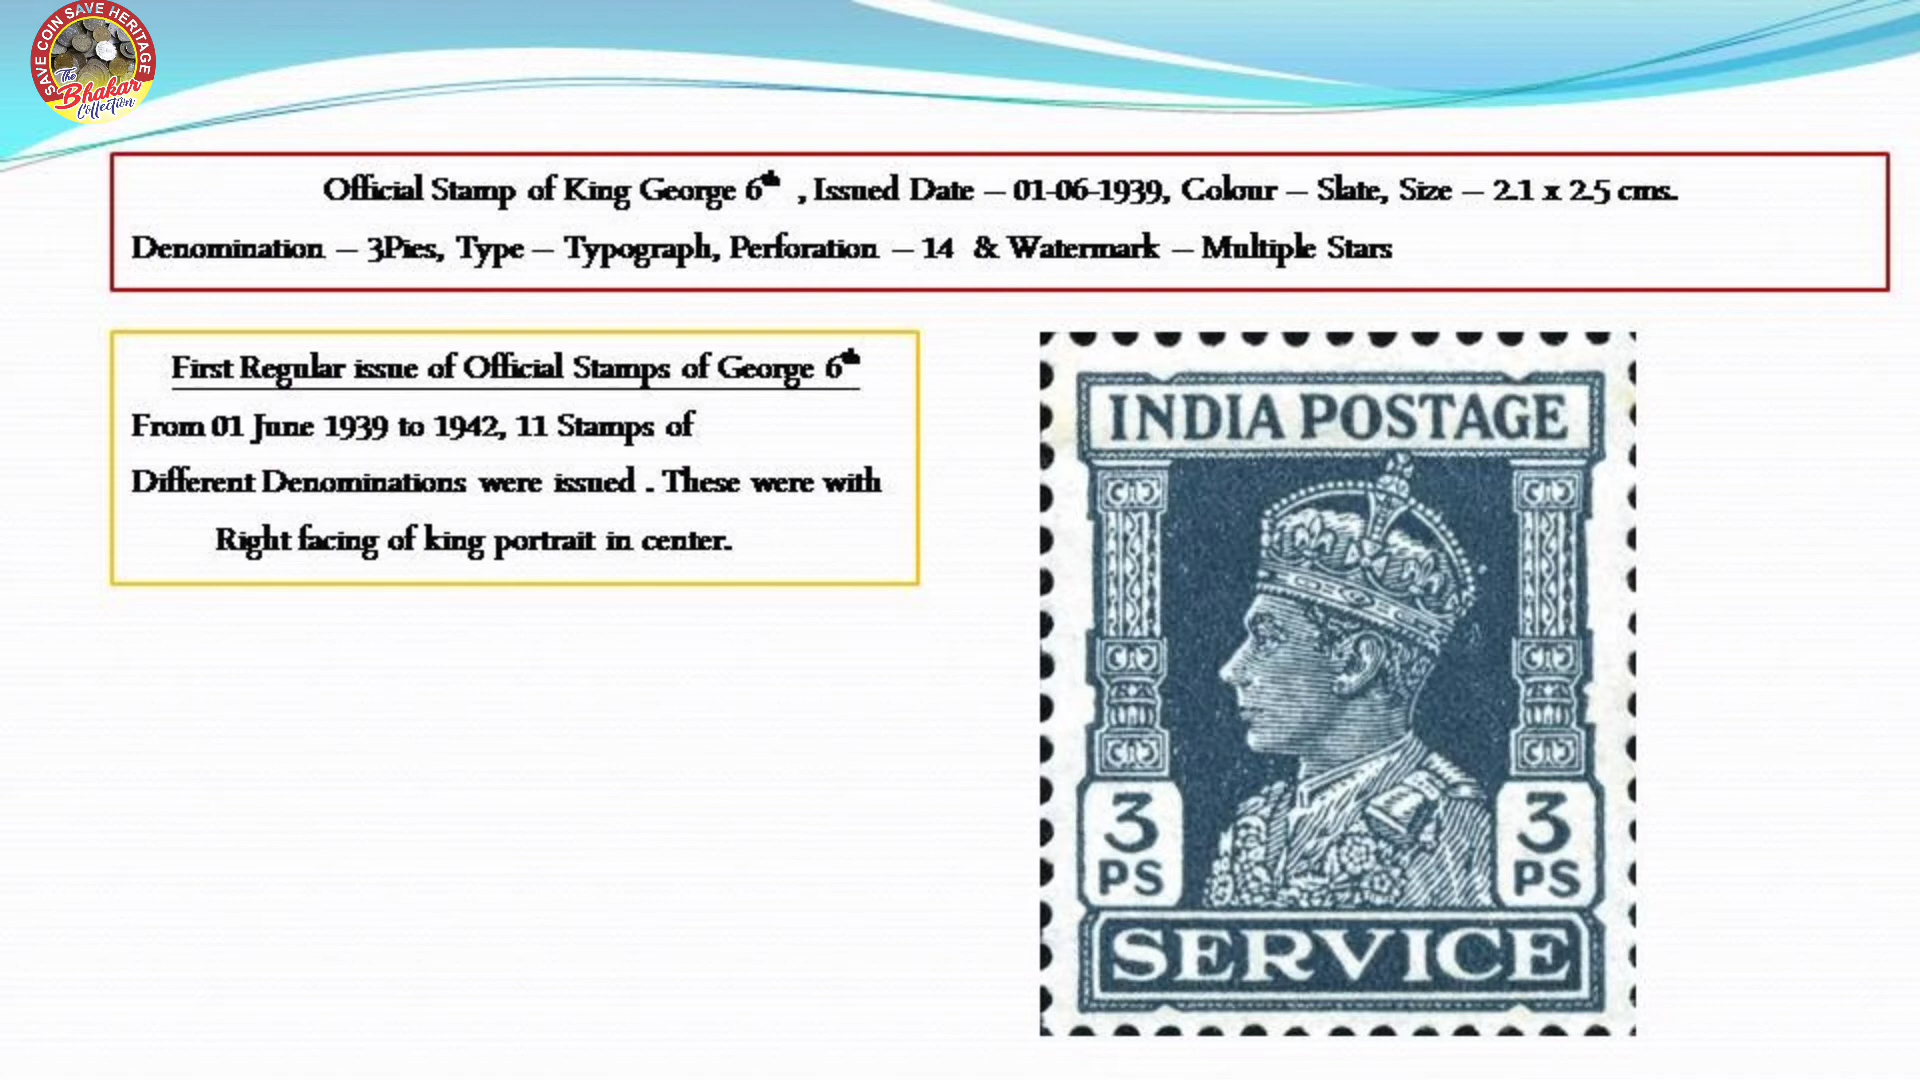 SAVE COIN SAVE HERITAGE
The
Bhakar
Collection
Official Stamp of King George 6th , Issued Date – 01-06-1939, Colour – Slate, Size – 2.1 x 2.5 cms.
Denomination – 3Pies, Type – Typograph, Perforation – 14 & Watermark – Multiple Stars
First Regular issue of Official Stamps of George 6th
From 01 June 1939 to 1942, 11 Stamps of
Different Denominations were issued . These were with
Right facing of king portrait in center.
INDIA POSTAGE
3 3
PS PS
SERVICE